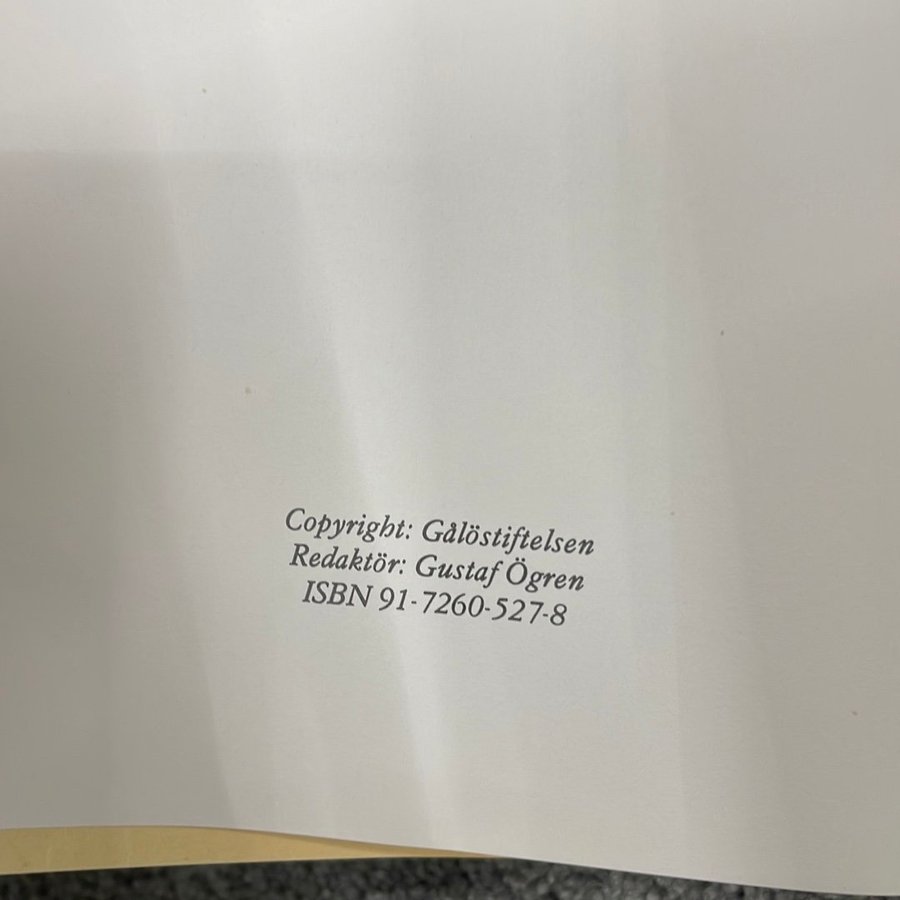 Copyright: Gålöstiftelsen
Redaktör: Gustaf Ögren
ISBN 91-7260-527-8